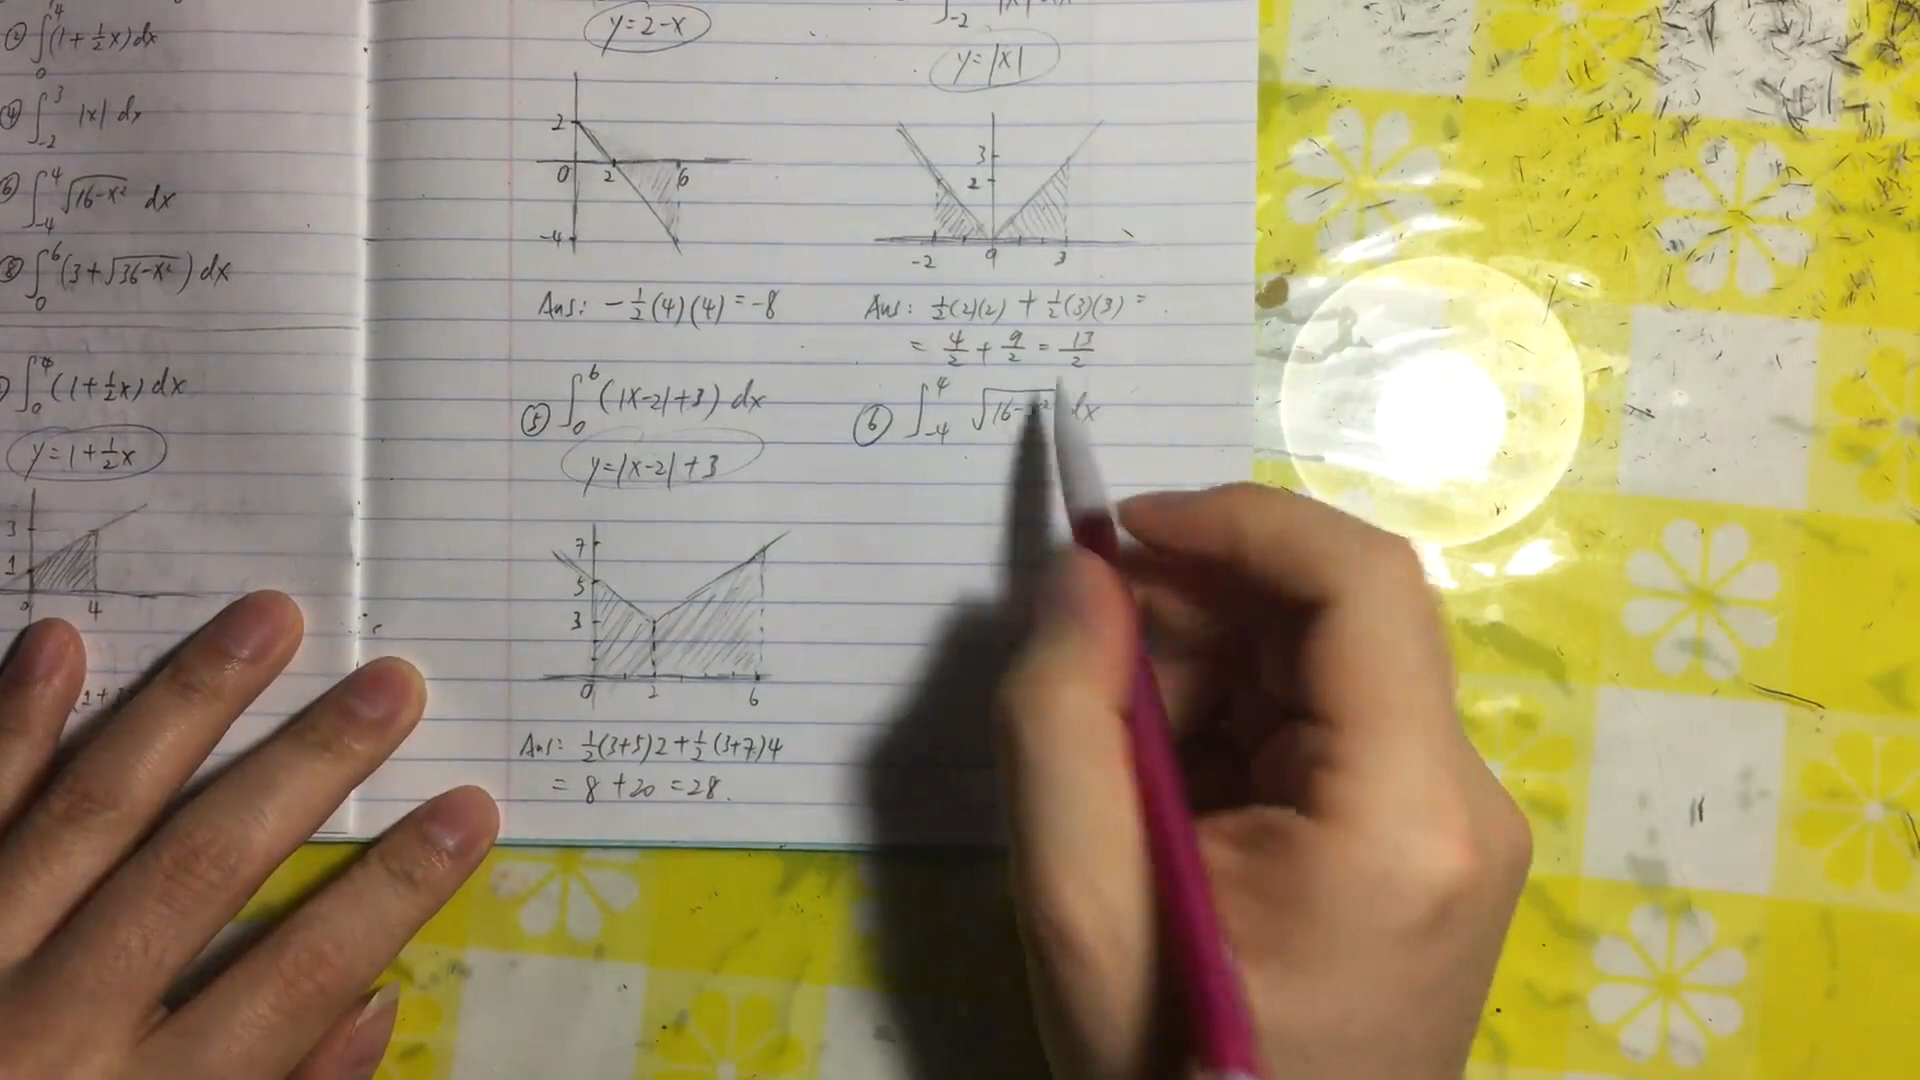 ② ∫₀⁴ (1 + ½x) dx
④ ∫₋₂³ |x| dx
⑥ ∫₋₄⁴ √(16-x²) dx
⑧ ∫₀⁶ (3 + √(36-x²)) dx
∫₀⁴ (1 + ½x) dx
y = 1 + ½x
3
1
0 4
y = 2 - x
2
0 2 6
-4
Ans: -½(4)(4) = -8
-2
y = |x|
3
2
-2 0 3
Ans: ½(2)(2) + ½(3)(3) =
= 4/2 + 9/2 = 13/2
⑤ ∫₀⁶ (|x-2|+3) dx
y = |x-2| + 3
7
5
3
0 2 6
Ans: ½(3+5)2 + ½(3+7)4
= 8 + 20 = 28.
⑥ ∫₋₄⁴ √(16-x²) dx